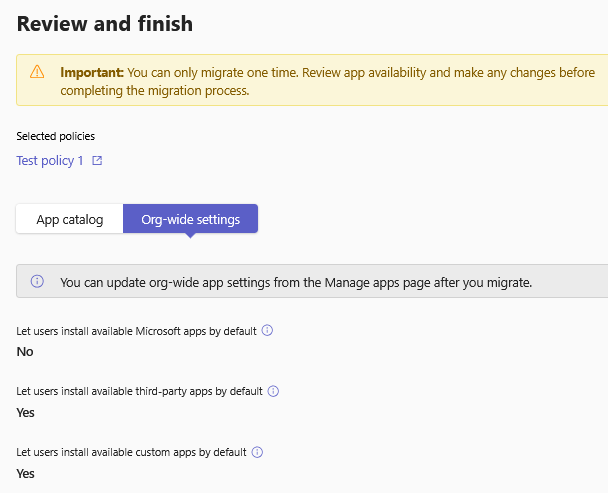 Review and finish
Important: You can only migrate one time. Review app availability and make any changes before
completing the migration process.
Selected policies
Test policy 1
App catalog
Org-wide settings
You can update org-wide app settings from the Manage apps page after you migrate.
Let users install available Microsoft apps by default
No
Let users install available third-party apps by default
Yes
Let users install available custom apps by default
Yes